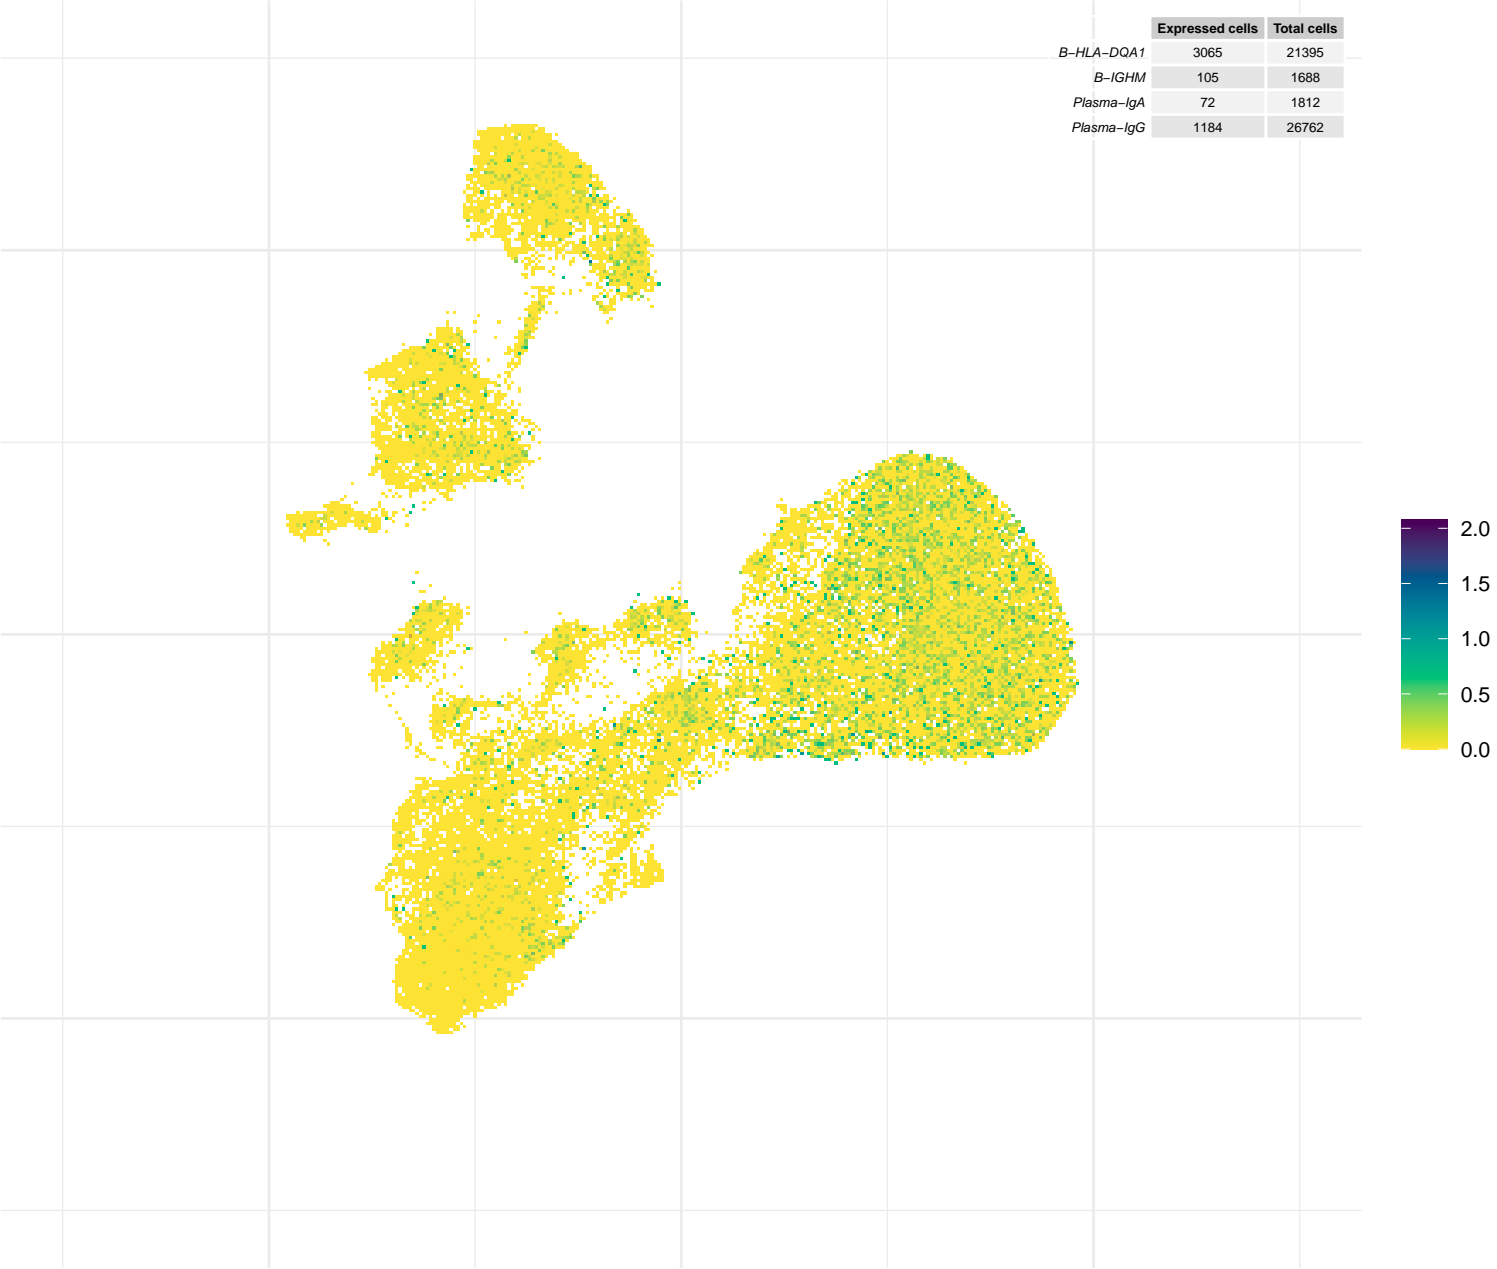 Expressed cells Total cells
B−HLA−DQA1 3065 21395
B−IGHM 105 1688
Plasma−IgA 72 1812
Plasma−IgG 1184 26762
2.0
1.5
1.0
0.5
0.0